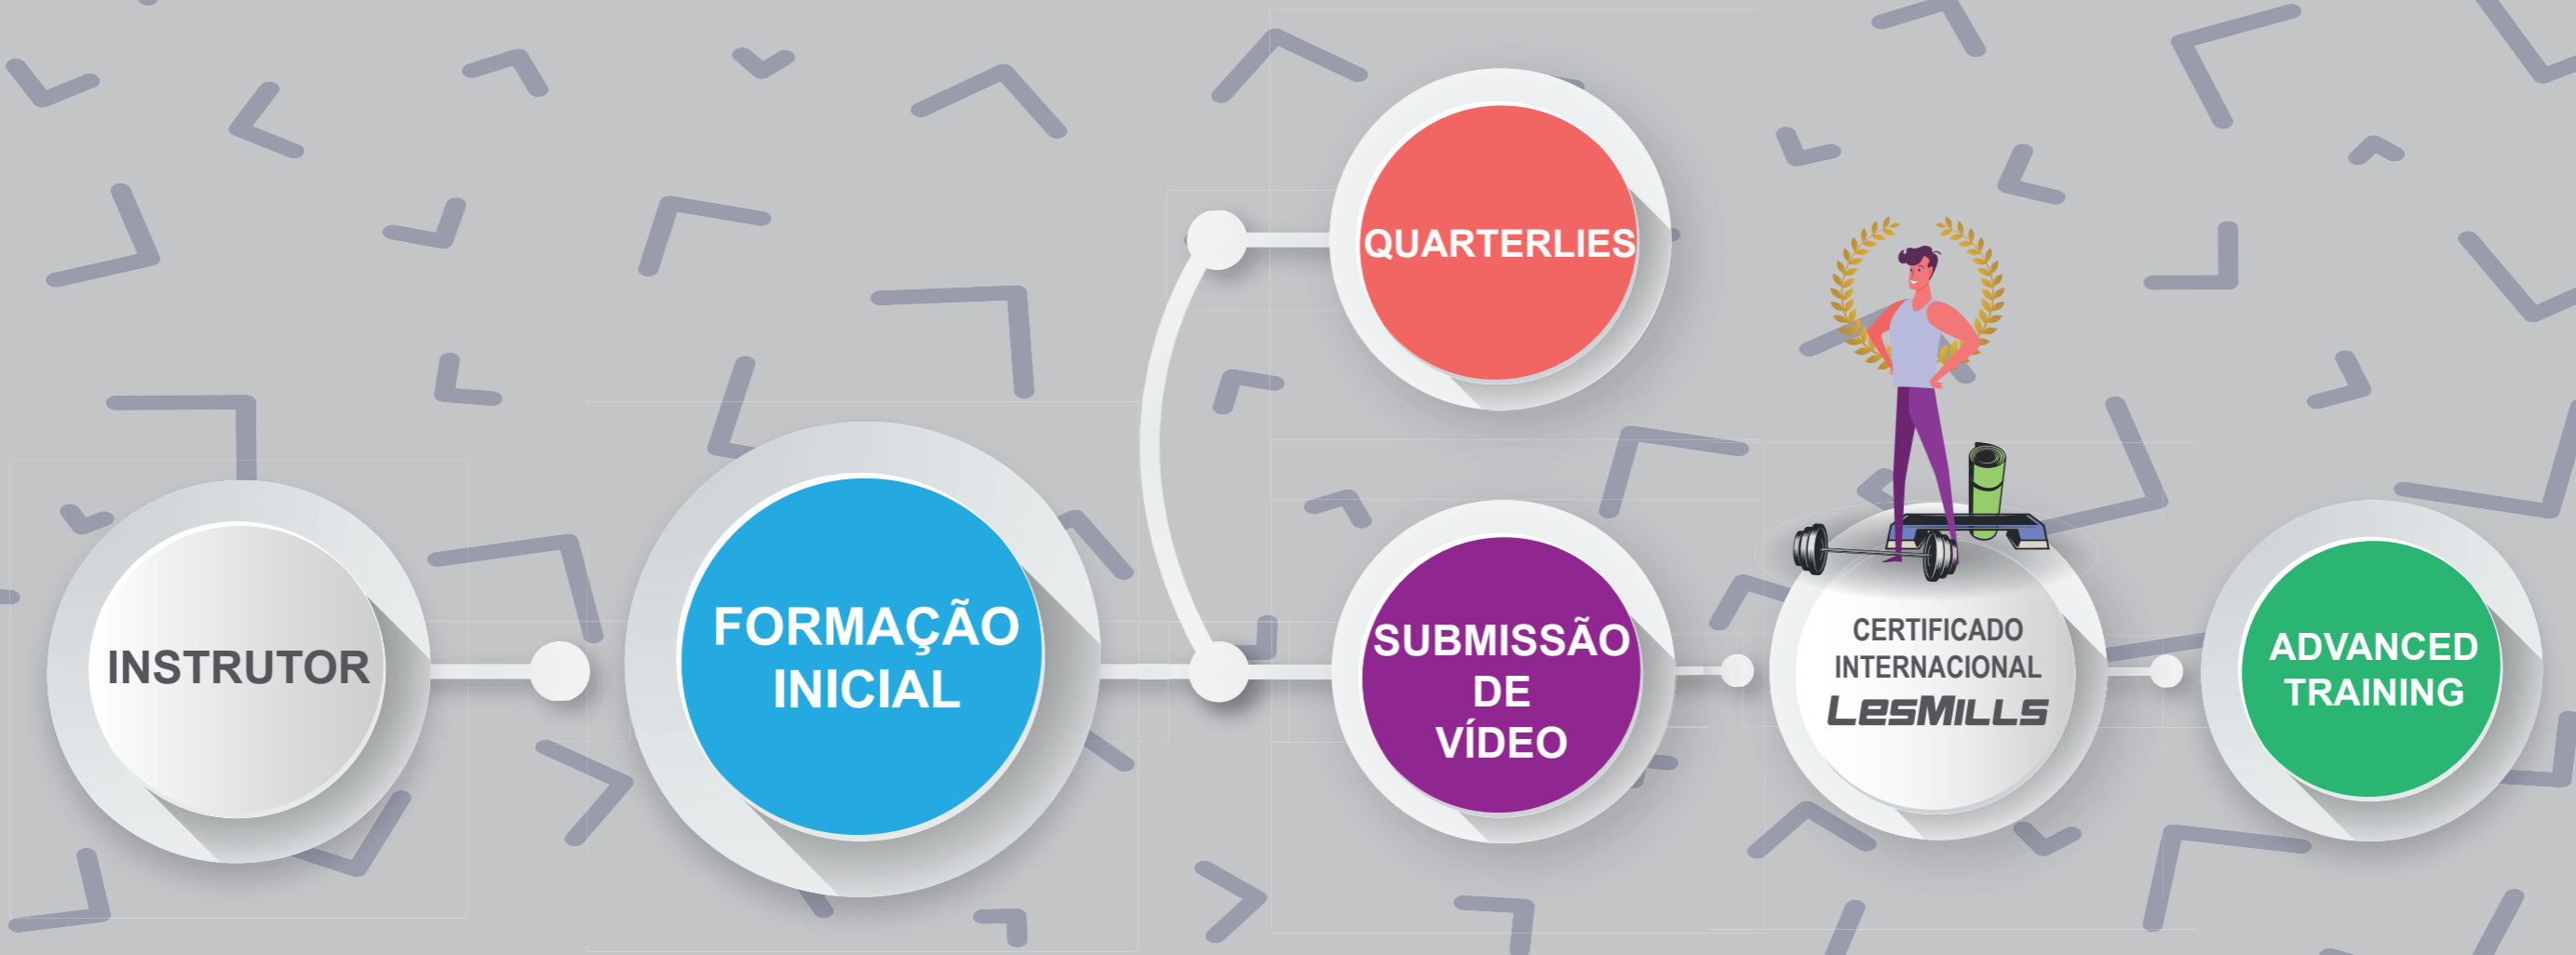 INSTRUTOR
FORMAÇÃO
INICIAL
QUARTERLIES
SUBMISSÃO
DE
VÍDEO
CERTIFICADO
INTERNACIONAL
LESMILLS
ADVANCED
TRAINING